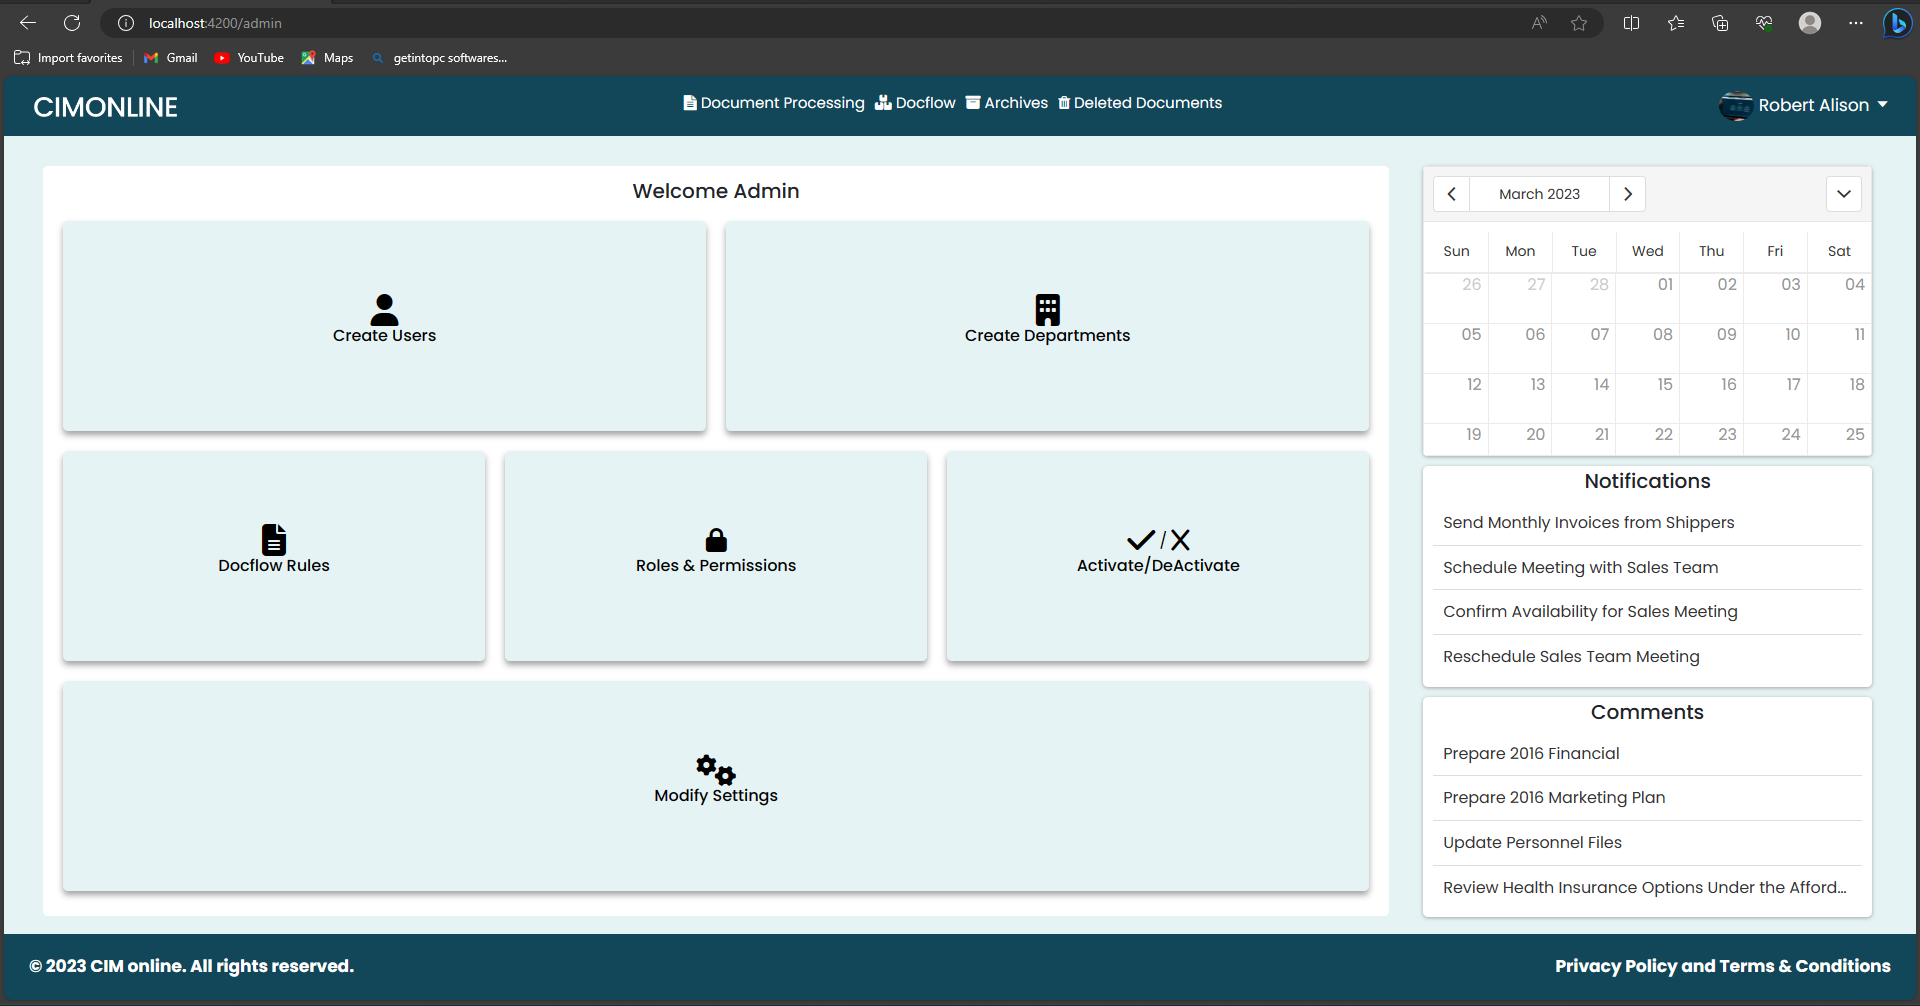 localhost:4200/admin
Import favorites
Gmail
YouTube
Maps
getintopc softwares...
CIMONLINE
Document Processing
Docflow
Archives
Deleted Documents
Robert Alison
Welcome Admin
Create Users
Create Departments
Docflow Rules
Roles & Permissions
/
Activate/DeActivate
Modify Settings
March 2023
Sun Mon Tue Wed Thu Fri Sat
26 27 28 01 02 03 04
05 06 07 08 09 10 11
12 13 14 15 16 17 18
19 20 21 22 23 24 25
Notifications
Send Monthly Invoices from Shippers
Schedule Meeting with Sales Team
Confirm Availability for Sales Meeting
Reschedule Sales Team Meeting
Comments
Prepare 2016 Financial
Prepare 2016 Marketing Plan
Update Personnel Files
Review Health Insurance Options Under the Afford...
© 2023 CIM online. All rights reserved.
Privacy Policy and Terms & Conditions